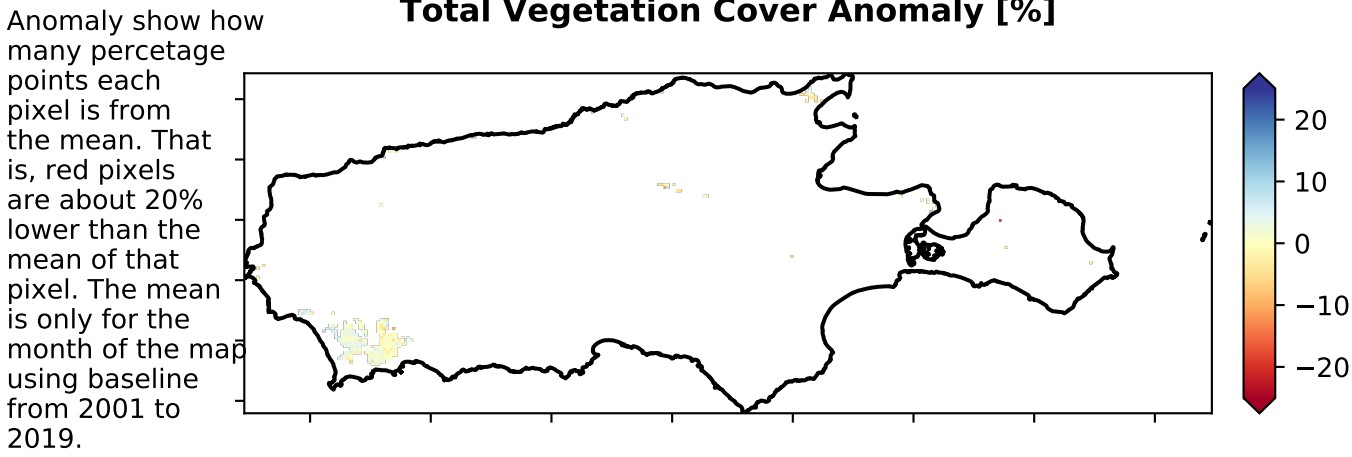 Total Vegetation Cover Anomaly [%]
Anomaly show how
many percetage
points each
pixel is from
the mean. That
is, red pixels
are about 20%
lower than the
mean of that
pixel. The mean
is only for the
month of the map
using baseline
from 2001 to
2019.
20
10
0
−10
−20